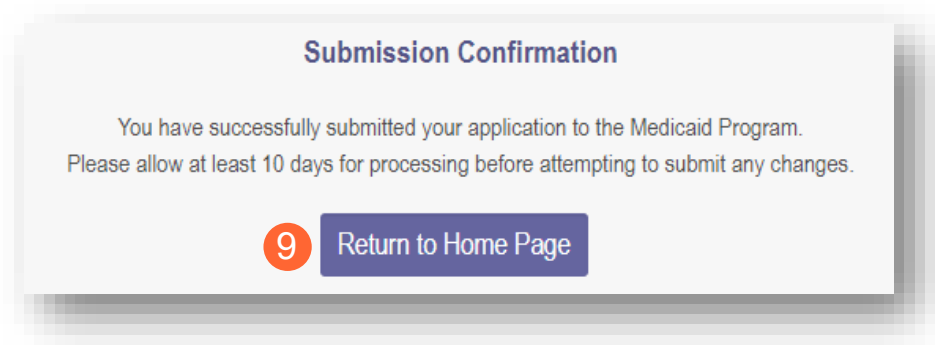 Submission Confirmation
You have successfully submitted your application to the Medicaid Program.
Please allow at least 10 days for processing before attempting to submit any changes.
9 Return to Home Page